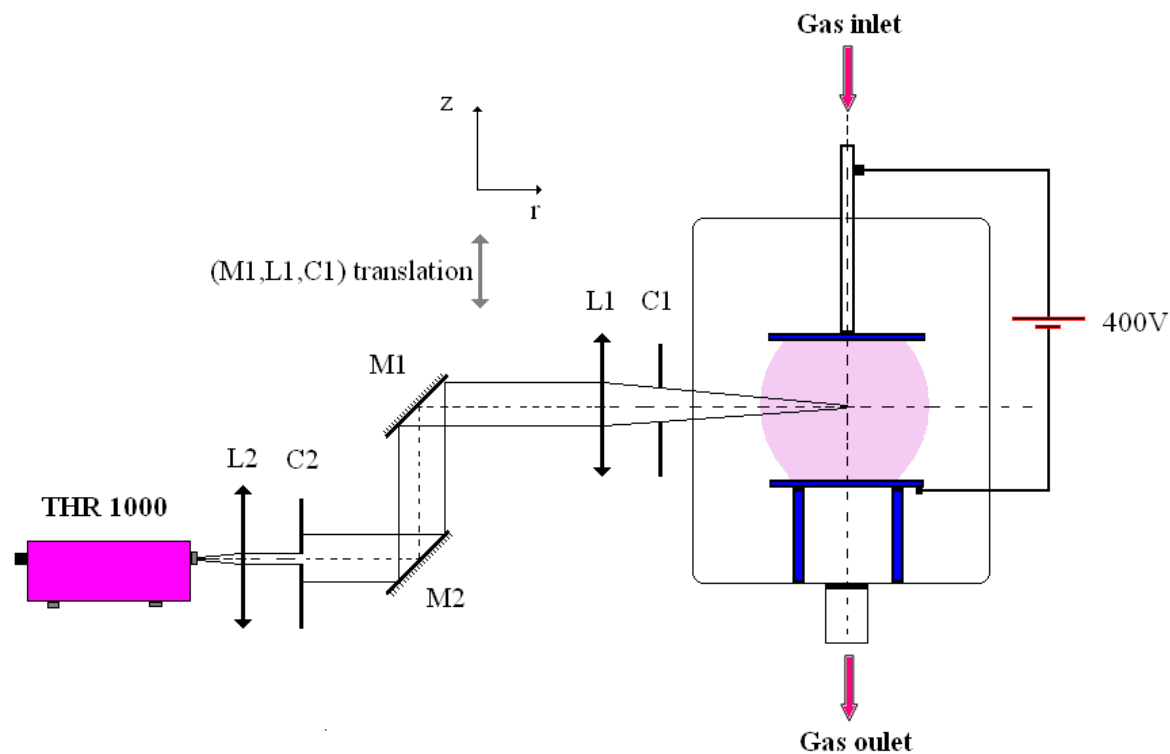 Gas inlet
z
r
(M1,L1,C1) translation
L1
C1
400V
M1
L2
C2
THR 1000
M2
Gas oulet